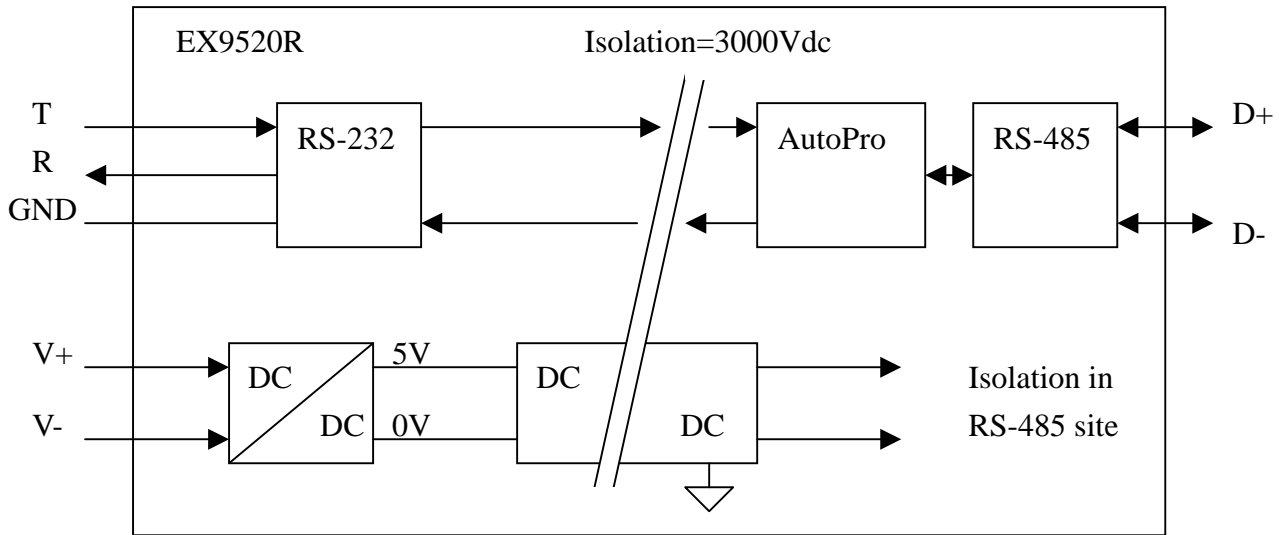 EX9520R
Isolation=3000Vdc
T
R
GND
RS-232
AutoPro
RS-485
D+
D-
V+
V-
DC
DC
5V
0V
DC
DC
Isolation in
RS-485 site